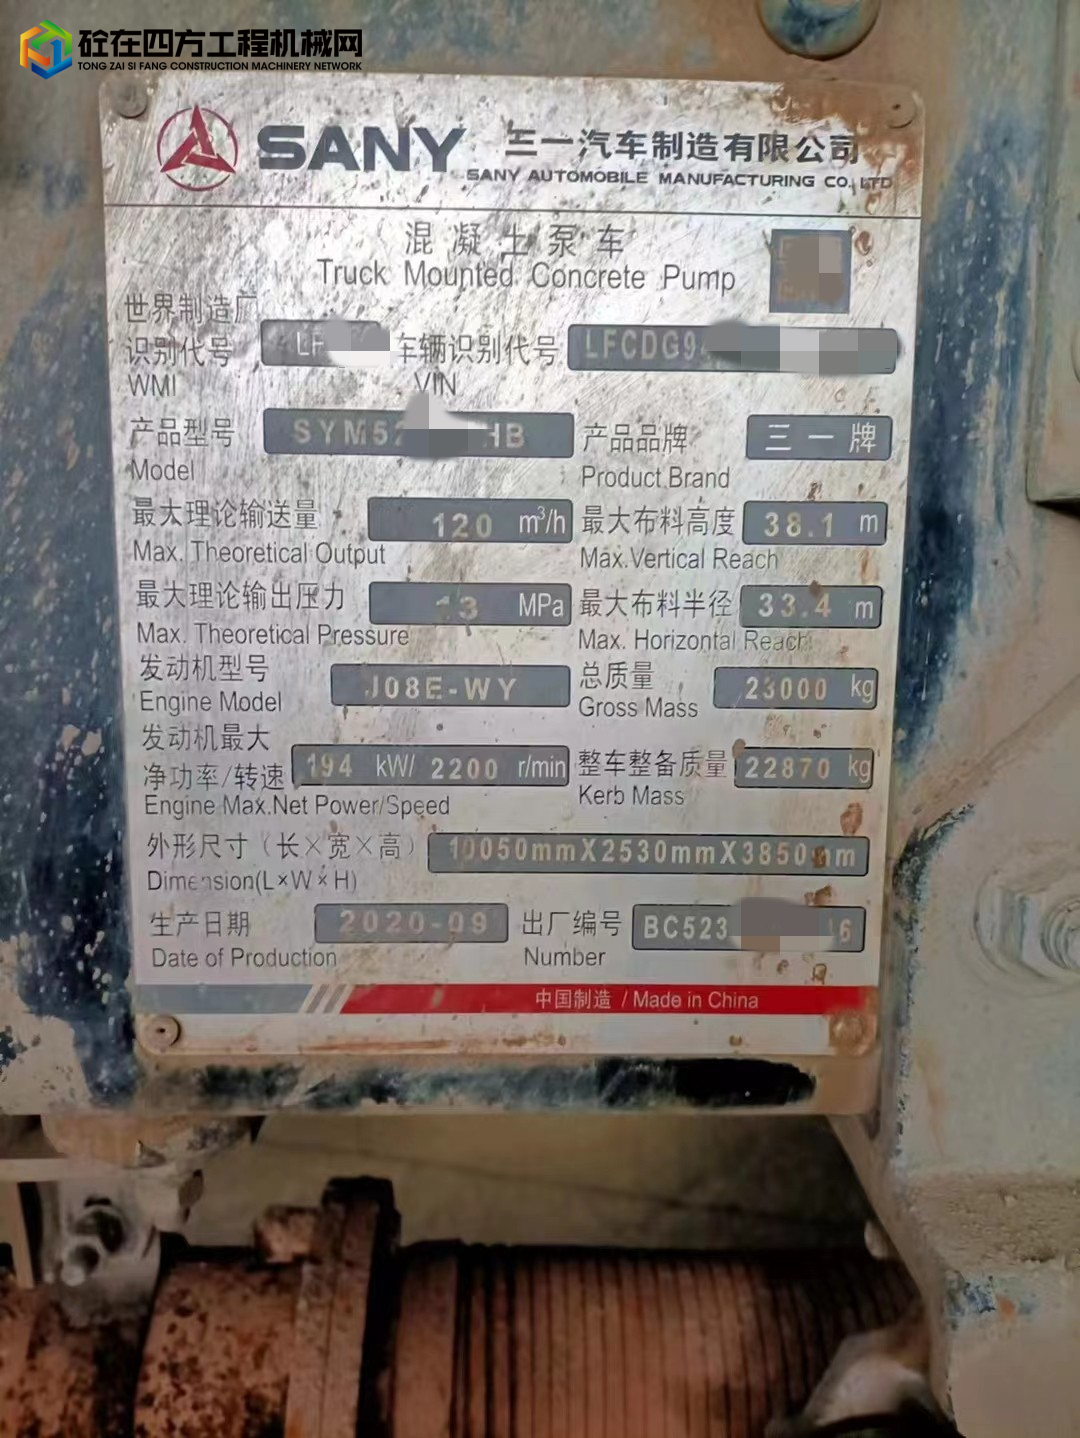 砼在四方工程机械网
TONG ZAI SI FANG CONSTRUCTION MACHINERY NETWORK
SANY 三一汽车制造有限公司
SANY AUTOMOBILE MANUFACTURING CO., LTD
混凝土泵车
Truck Mounted Concrete Pump
世界制造厂
识别代号 LF 车辆识别代号 LFCDG9
WMI VIN
产品型号 SYM52 HB 产品品牌 三一牌
Model Product Brand
最大理论输送量 120 m³/h 最大布料高度 38.1 m
Max. Theoretical Output Max.Vertical Reach
最大理论输出压力 13 MPa 最大布料半径 33.4 m
Max. Theoretical Pressure Max. Horizontal Reach
发动机型号 J08E-WY 总质量 23000 kg
Engine Model Gross Mass
发动机最大
净功率/转速 194 kW/ 2200 r/min 整车整备质量 22870 kg
Engine Max.Net Power/Speed Kerb Mass
外形尺寸(长×宽×高) 10050mmX2530mmX3850mm
Dimension(L×W×H)
生产日期 2020-09 出厂编号 BC523 16
Date of Production Number
中国制造 / Made in China